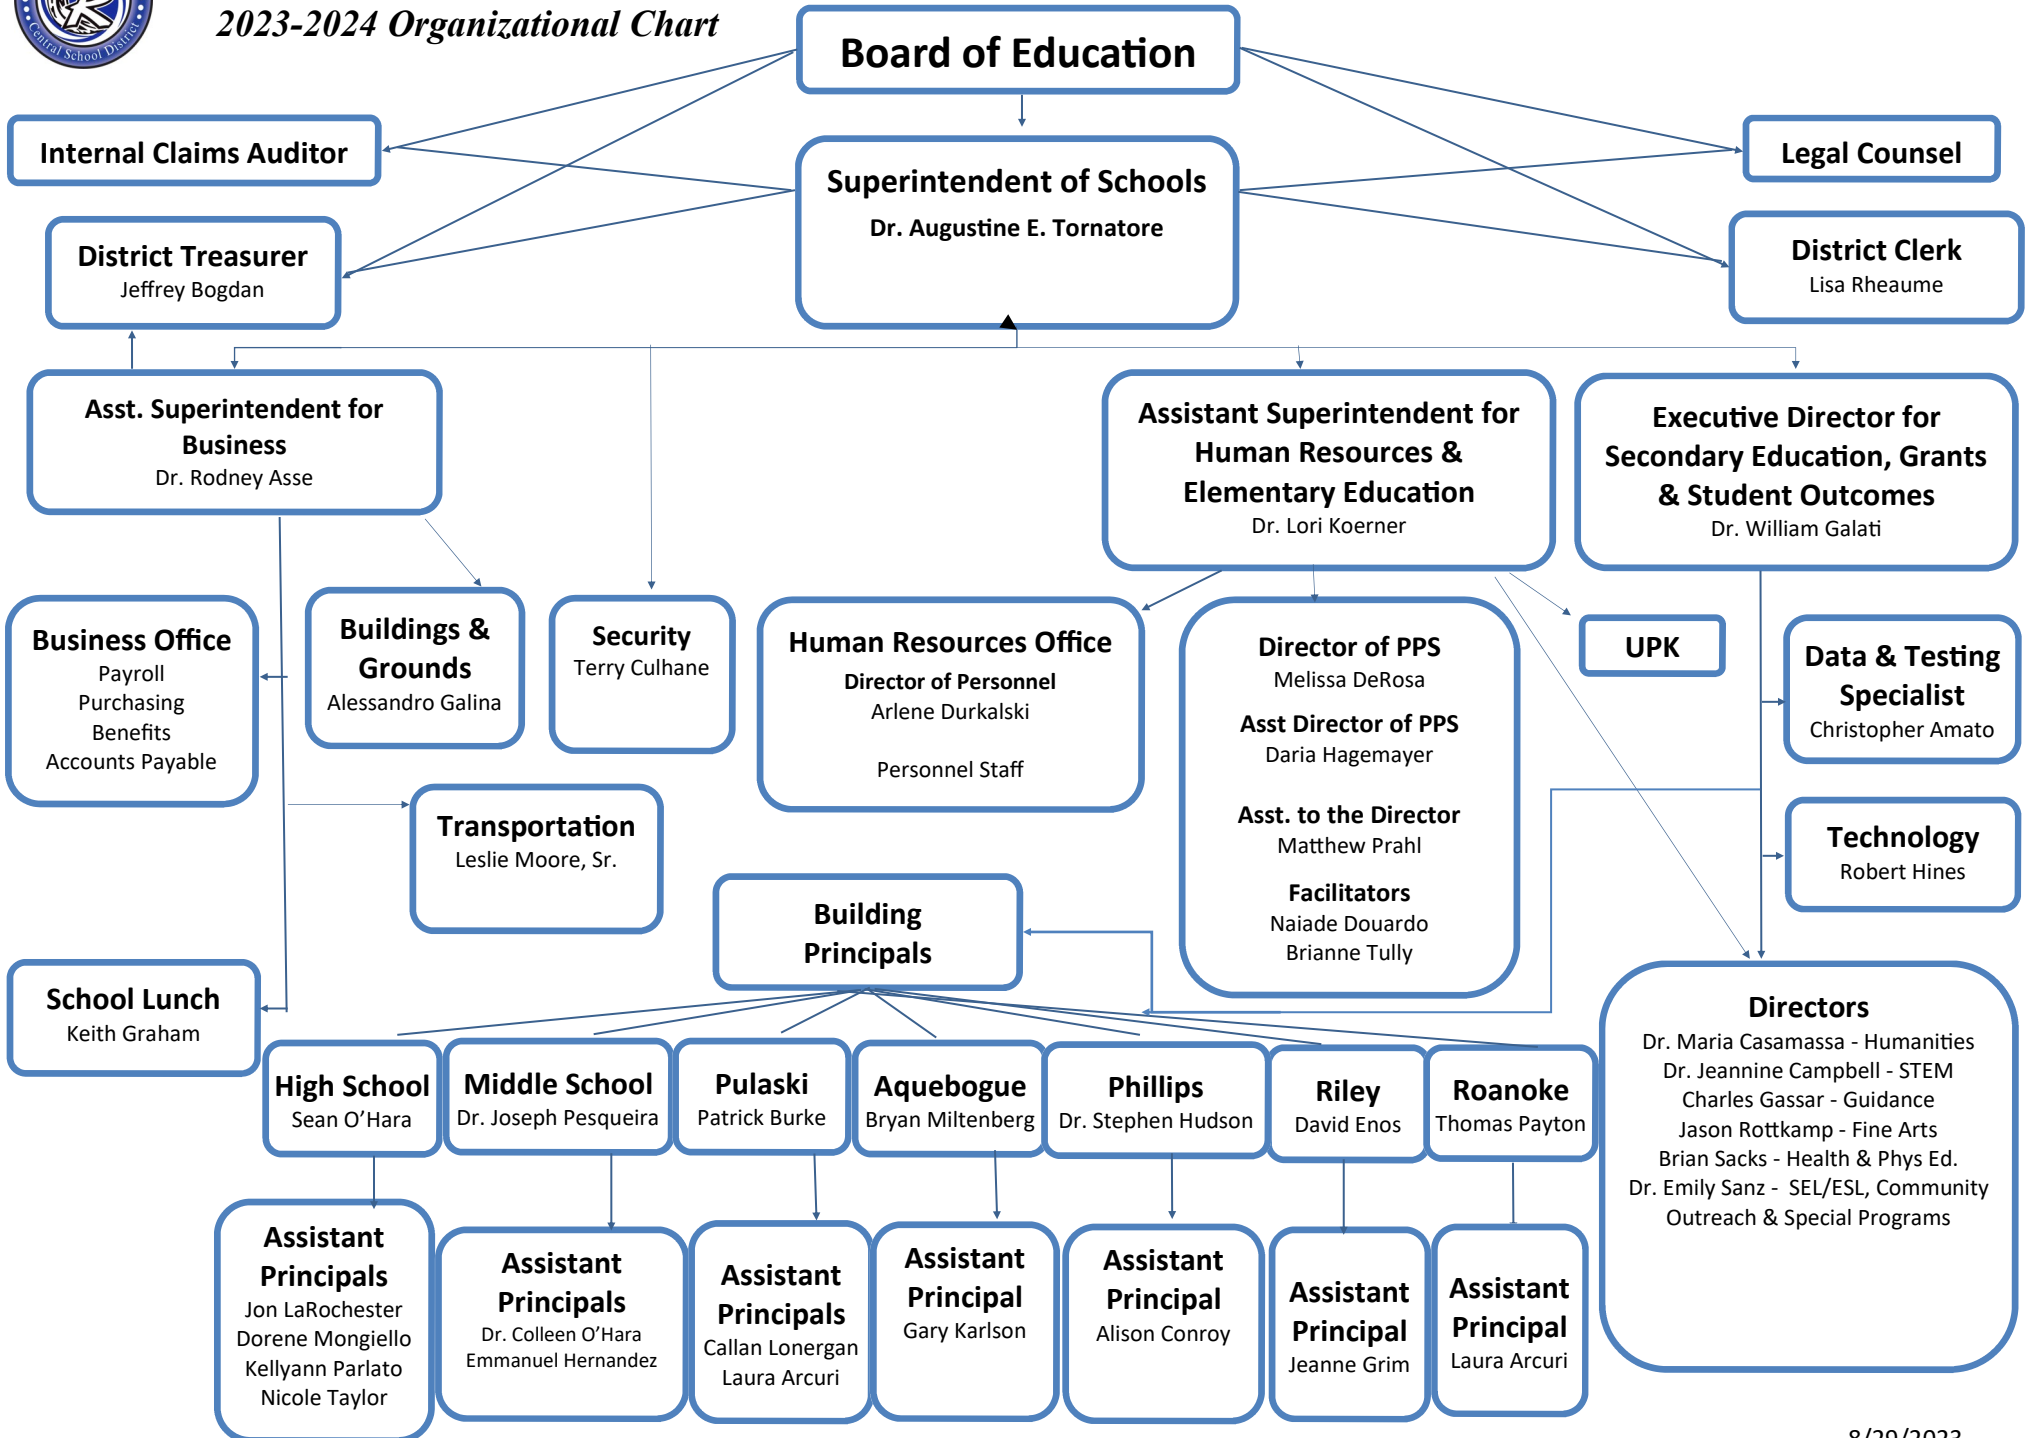 Central School District
2023-2024 Organizational Chart
Board of Education
Internal Claims Auditor
Legal Counsel
Superintendent of Schools
Dr. Augustine E. Tornatore
District Treasurer
Jeffrey Bogdan
District Clerk
Lisa Rheaume
Asst. Superintendent for
Business
Dr. Rodney Asse
Assistant Superintendent for
Human Resources &
Elementary Education
Dr. Lori Koerner
Executive Director for
Secondary Education, Grants
& Student Outcomes
Dr. William Galati
Business Office
Payroll
Purchasing
Benefits
Accounts Payable
Buildings &
Grounds
Alessandro Galina
Security
Terry Culhane
Human Resources Office
Director of Personnel
Arlene Durkalski
Personnel Staff
Director of PPS
Melissa DeRosa
Asst Director of PPS
Daria Hagemayer
Asst. to the Director
Matthew Prahl
Facilitators
Naiade Douardo
Brianne Tully
UPK
Data & Testing
Specialist
Christopher Amato
Transportation
Leslie Moore, Sr.
Technology
Robert Hines
Building
Principals
School Lunch
Keith Graham
Directors
Dr. Maria Casamassa - Humanities
Dr. Jeannine Campbell - STEM
Charles Gassar - Guidance
Jason Rottkamp - Fine Arts
Brian Sacks - Health & Phys Ed.
Dr. Emily Sanz -  SEL/ESL, Community
Outreach & Special Programs
High School
Sean O’Hara
Middle School
Dr. Joseph Pesqueira
Pulaski
Patrick Burke
Aquebogue
Bryan Miltenberg
Phillips
Dr. Stephen Hudson
Riley
David Enos
Roanoke
Thomas Payton
Assistant
Principals
Jon LaRochester
Dorene Mongiello
Kellyann Parlato
Nicole Taylor
Assistant
Principals
Dr. Colleen O’Hara
Emmanuel Hernandez
Assistant
Principals
Callan Lonergan
Laura Arcuri
Assistant
Principal
Gary Karlson
Assistant
Principal
Alison Conroy
Assistant
Principal
Jeanne Grim
Assistant
Principal
Laura Arcuri
8/29/2023